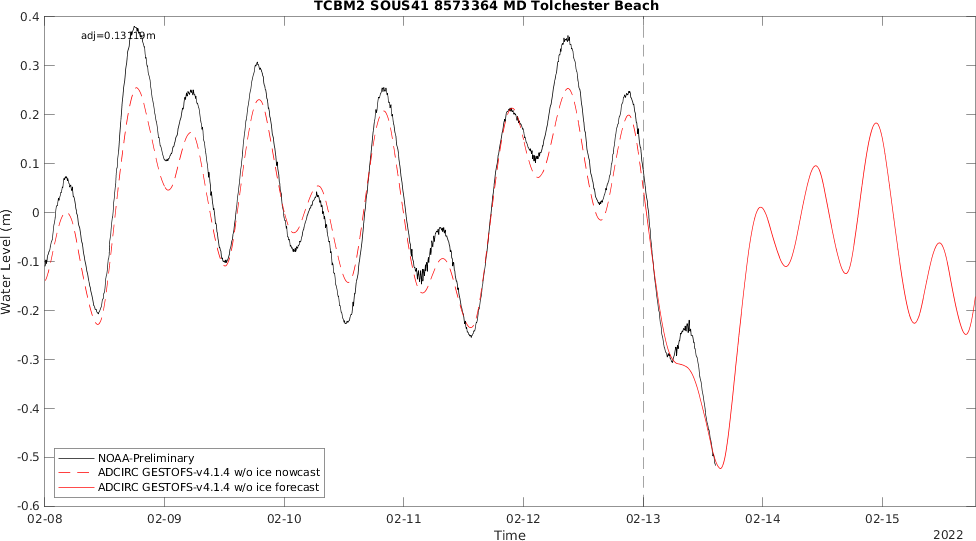 TCBM2 SOUS41 8573364 MD Tolchester Beach
adj=0.13119m
0.4
0.3
0.2
0.1
0
-0.1
-0.2
-0.3
-0.4
-0.5
-0.6
Water Level (m)
NOAA-Preliminary
ADCIRC GESTOFS-v4.1.4 w/o ice nowcast
ADCIRC GESTOFS-v4.1.4 w/o ice forecast
02-08 02-09 02-10 02-11 02-12 02-13 02-14 02-15
Time
2022